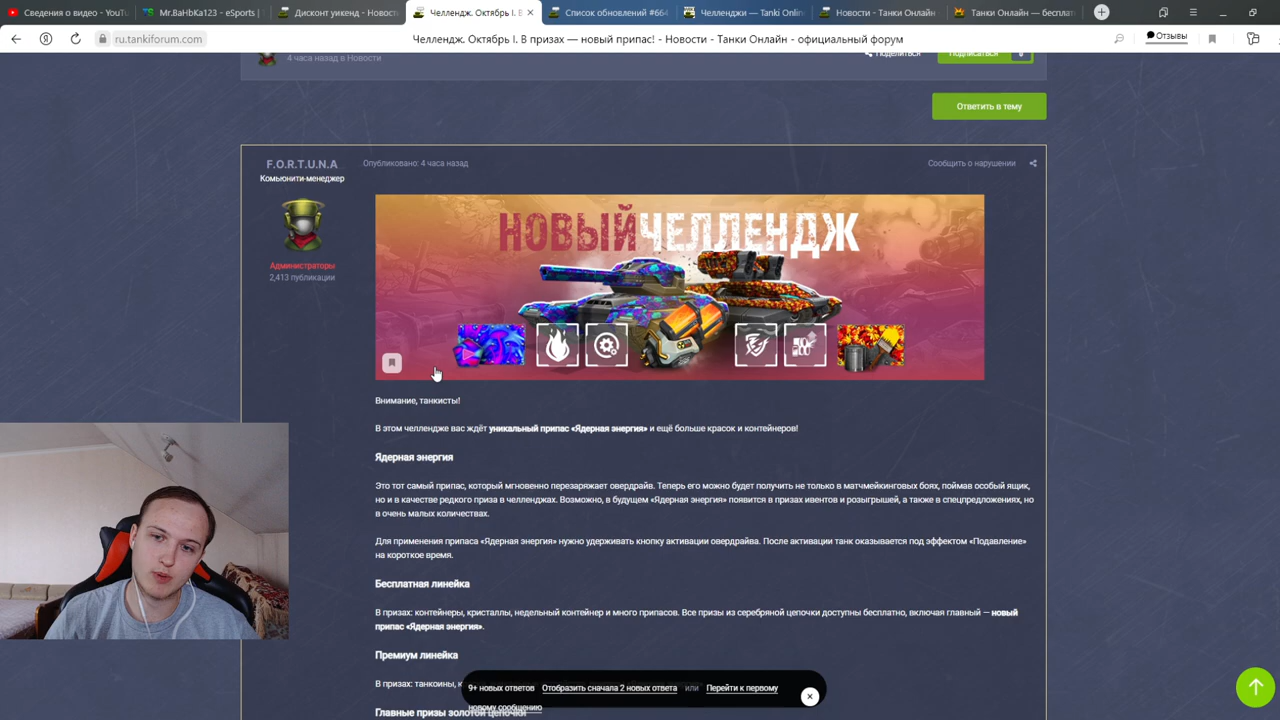 Сведения о видео - YouTu
Mr.BaHbKa123 - eSports |
Дисконт уикенд - Новост
Челлендж. Октябрь I. В
Список обновлений #664
Челленджи — Tanki Onlin
Новости - Танки Онлайн
Танки Онлайн — бесплат
ru.tankiforum.com
Челлендж. Октябрь I. В призах — новый припас! - Новости - Танки Онлайн - официальный форум
Отзывы
4 часа назад в Новости
Поделиться
Подписаться
Ответить в тему
F.O.R.T.U.N.A
Комьюнити-менеджер
Администраторы
2,413 публикации
Опубликовано: 4 часа назад
Сообщить о нарушении
НОВЫЙ ЧЕЛЛЕНДЖ
Внимание, танкисты!
В этом челлендже вас ждёт уникальный припас «Ядерная энергия» и ещё больше красок и контейнеров!
Ядерная энергия
Это тот самый припас, который мгновенно перезаряжает овердрайв. Теперь его можно будет получить не только в матчмейкинговых боях, поймав особый ящик,
но и в качестве редкого приза в челленджах. Возможно, в будущем «Ядерная энергия» появится в призах ивентов и розыгрышей, а также в спецпредложениях, но
в очень малых количествах.
Для применения припаса «Ядерная энергия» нужно удерживать кнопку активации овердрайва. После активации танк оказывается под эффектом «Подавление»
на короткое время.
Бесплатная линейка
В призах: контейнеры, кристаллы, недельный контейнер и много припасов. Все призы из серебряной цепочки доступны бесплатно, включая главный — новый
припас «Ядерная энергия».
Премиум линейка
В призах: танкоины,
9+ новых ответов Отобразить сначала 2 новых ответа или Перейти к первому
новому сообщению
Главные призы золотой цепочки